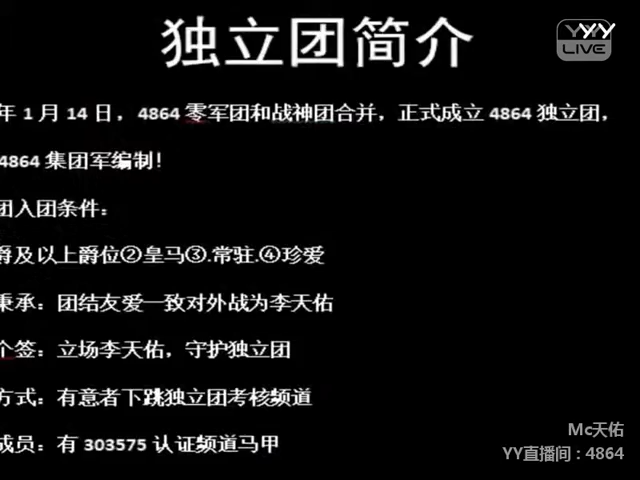 独立团简介
YYY
LIVE
年 1 月 14 日，4864 零军团和战神团合并，正式成立 4864 独立团，
4864 集团军编制！
团入团条件：
爵及以上爵位②皇马③.常驻.④珍爱
秉承：团结友爱一致对外战为李天佑
个签：立场李天佑，守护独立团
方式：有意者下跳独立团考核频道
成员：有 303575 认证频道马甲
Mc天佑
YY直播间 : 4864